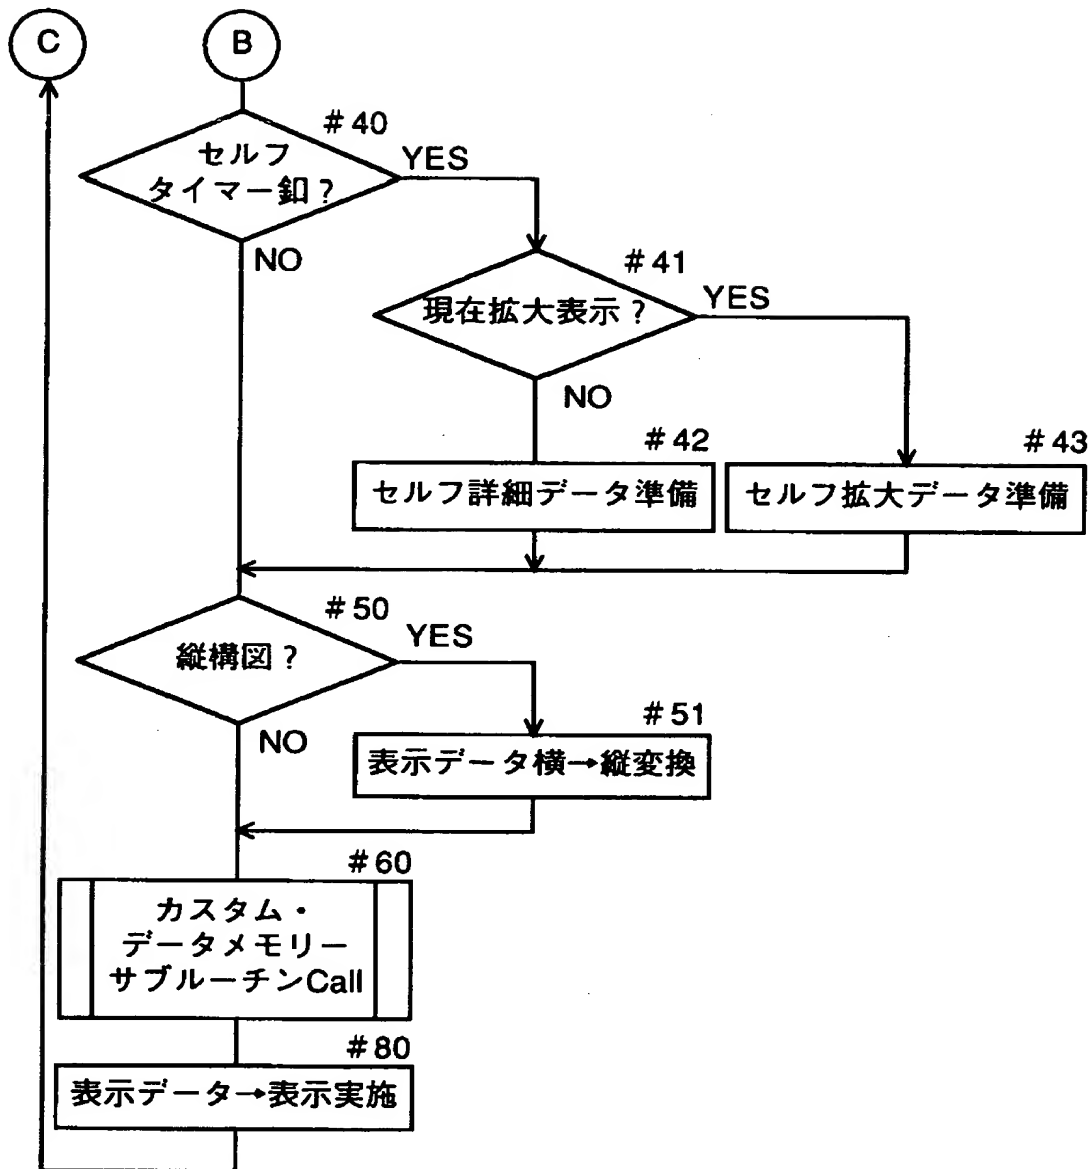 C
B
#40
セルフ
タイマー釦?
YES
NO
#41
現在拡大表示?
YES
NO
#42
セルフ詳細データ準備
#43
セルフ拡大データ準備
#50
縦構図?
YES
NO
#51
表示データ横→縦変換
#60
カスタム・
データメモリー
サブルーチンCall
#80
表示データ→表示実施